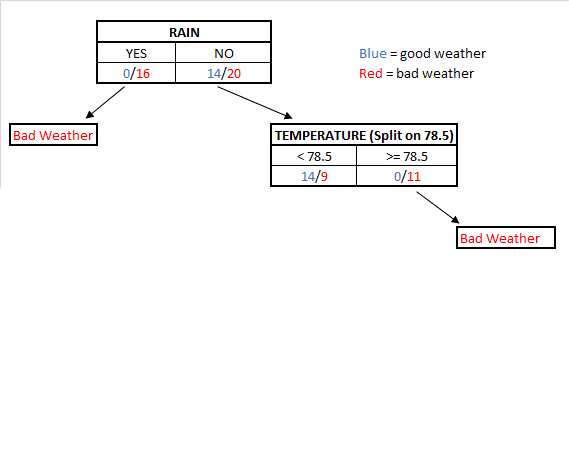 RAIN
YES NO
0/16 14/20
Blue = good weather
Red = bad weather
Bad Weather
TEMPERATURE (Split on 78.5)
< 78.5 >= 78.5
14/9 0/11
Bad Weather